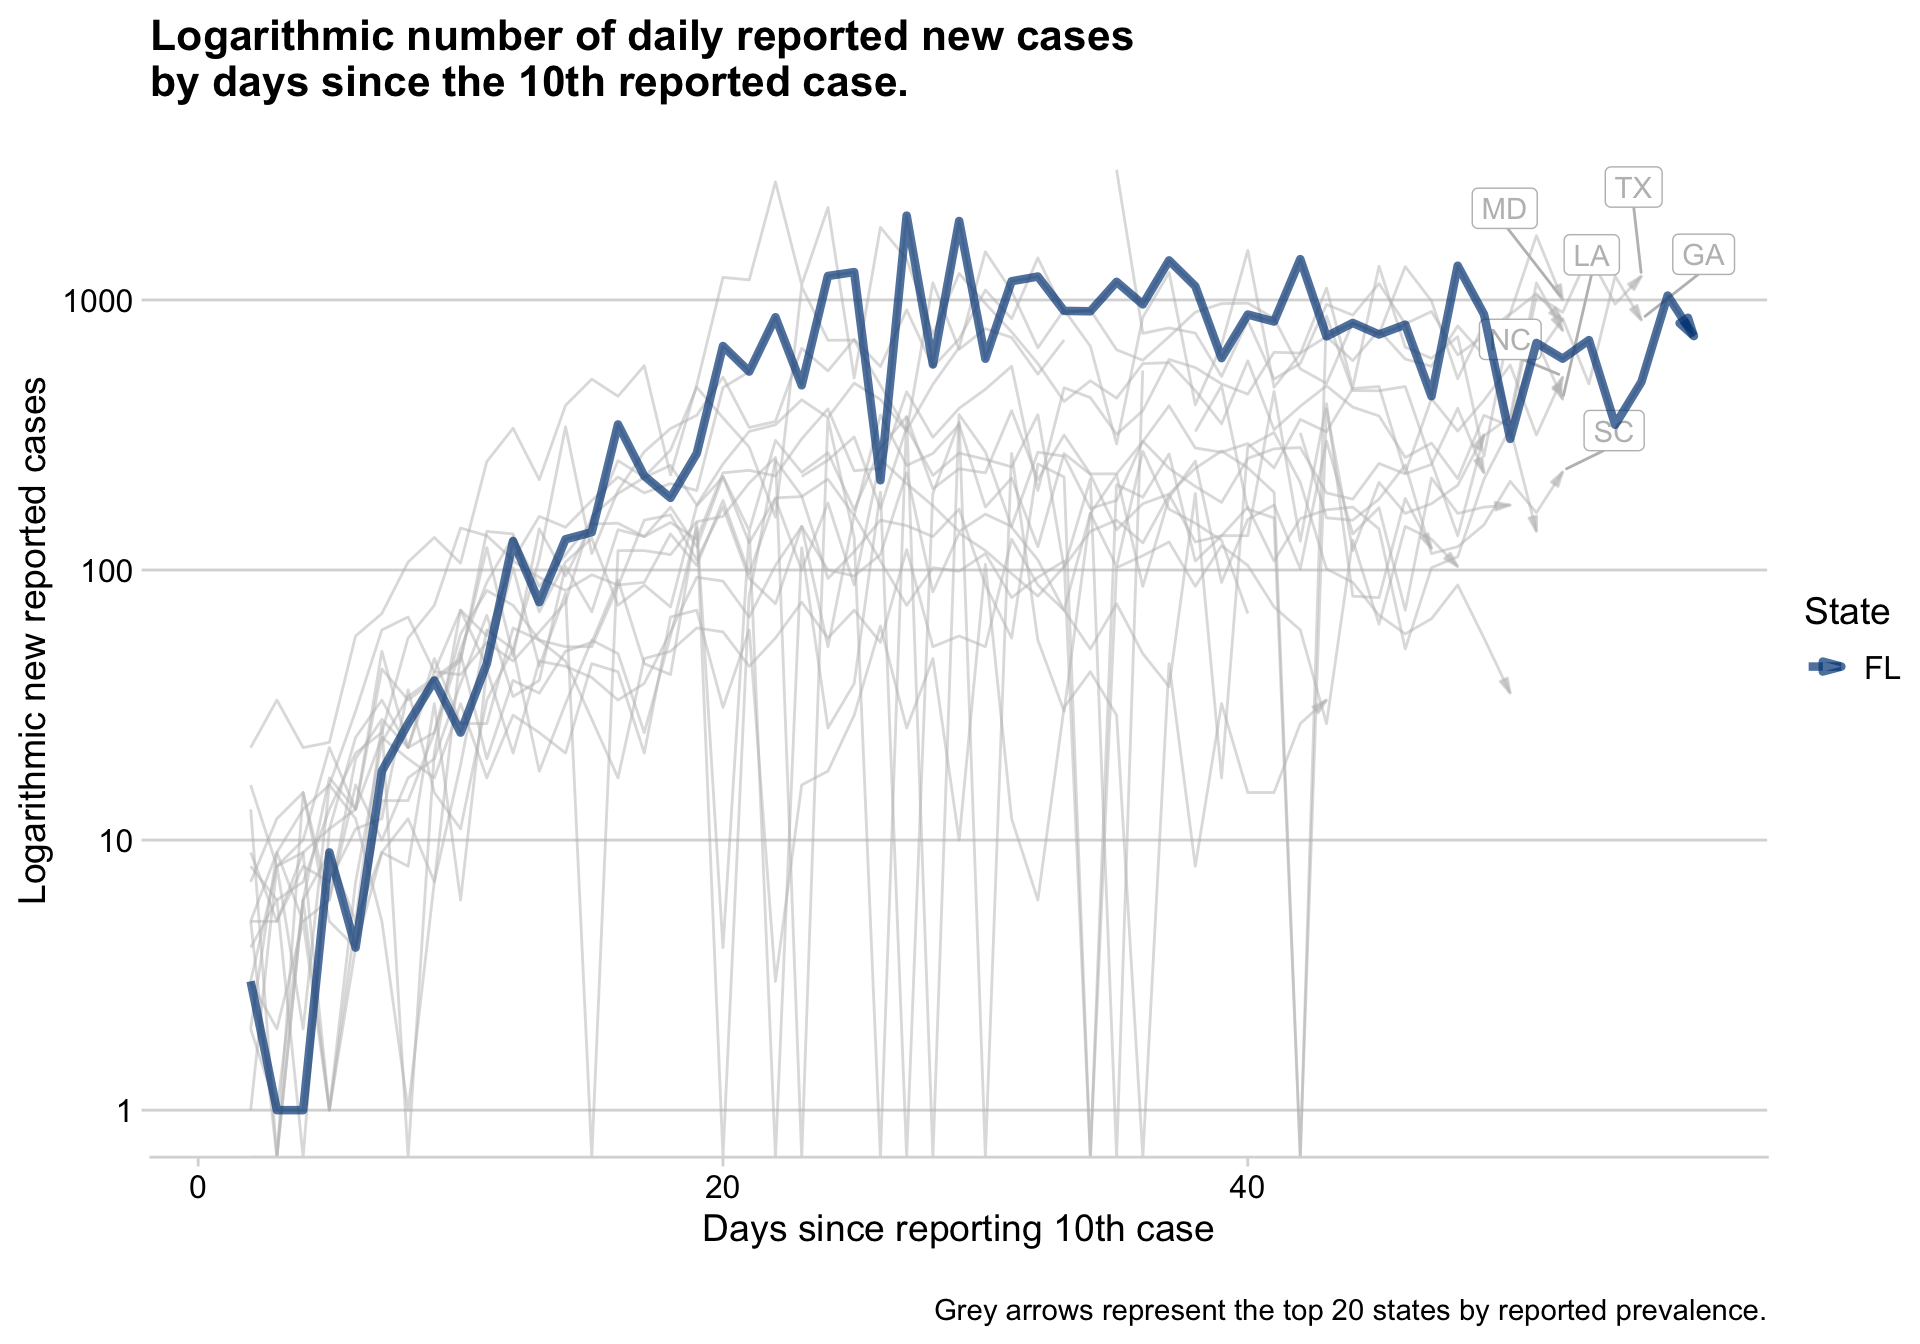 Logarithmic number of daily reported new cases
by days since the 10th reported case.
Logarithmic new reported cases
1000
100
10
1
MD
TX
LA
GA
NC
SC
State
FL
0
20
40
Days since reporting 10th case
Grey arrows represent the top 20 states by reported prevalence.